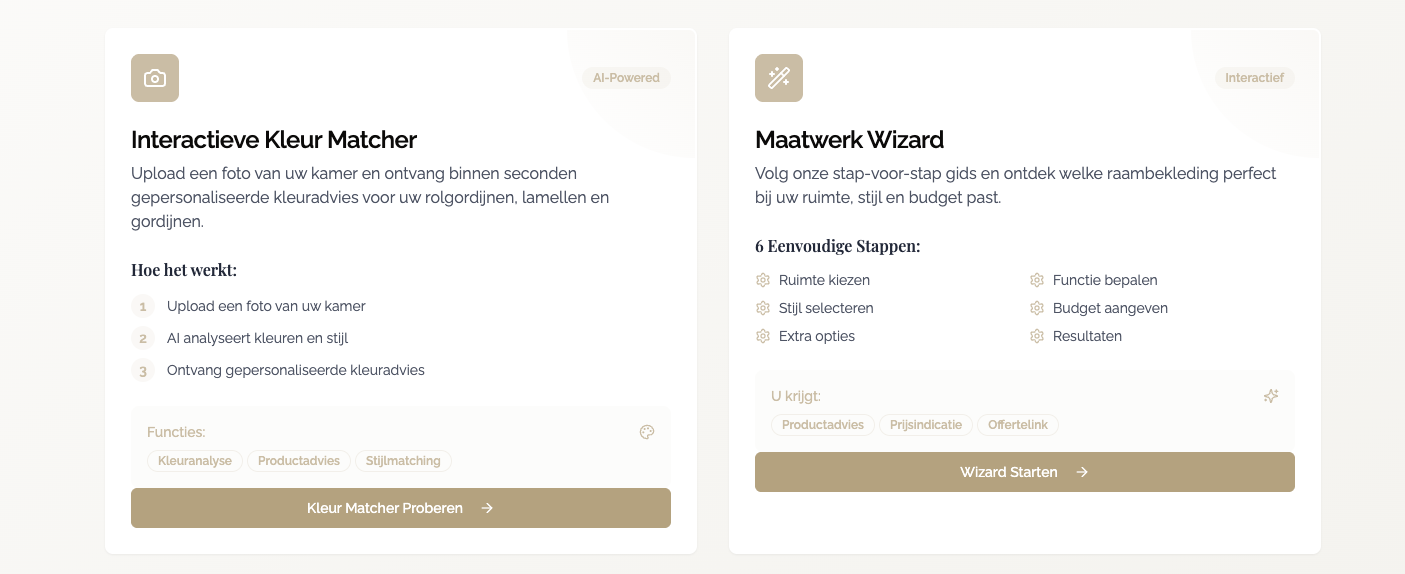 AI-Powered
Interactieve Kleur Matcher
Upload een foto van uw kamer en ontvang binnen seconden
gepersonaliseerde kleuradvies voor uw rolgordijnen, lamellen en
gordijnen.
Hoe het werkt:
1 Upload een foto van uw kamer
2 AI analyseert kleuren en stijl
3 Ontvang gepersonaliseerde kleuradvies
Functies:
Kleuranalyse Productadvies Stijlmatching
Kleur Matcher Proberen
Interactief
Maatwerk Wizard
Volg onze stap-voor-stap gids en ontdek welke raambekleding perfect
bij uw ruimte, stijl en budget past.
6 Eenvoudige Stappen:
Ruimte kiezen Functie bepalen
Stijl selecteren Budget aangeven
Extra opties Resultaten
U krijgt:
Productadvies Prijsindicatie Offertelink
Wizard Starten